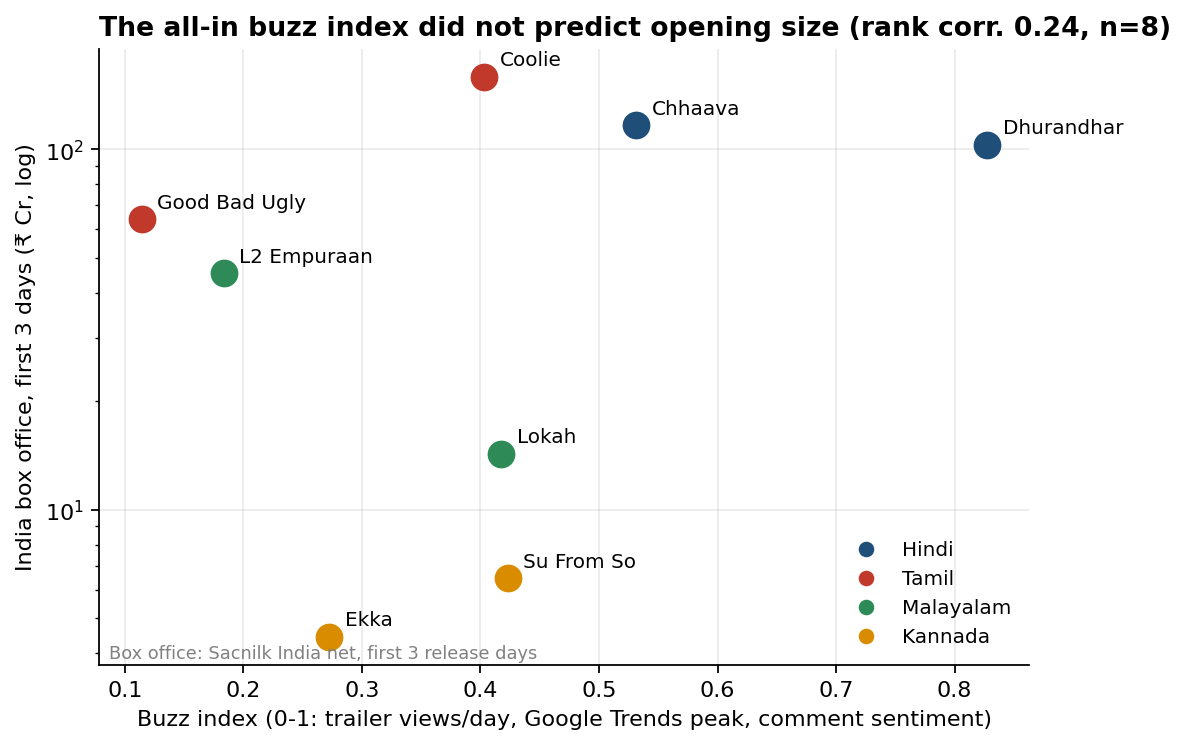 The all-in buzz index did not predict opening size (rank corr. 0.24, n=8)
Coolie
Chhaava
Dhurandhar
10²
Good Bad Ugly
L2 Empuraan
India box office, first 3 days (₹ Cr, log)
Lokah
10¹
Su From So
Ekka
Hindi
Tamil
Malayalam
Kannada
Box office: Sacnilk India net, first 3 release days
0.1 0.2 0.3 0.4 0.5 0.6 0.7 0.8
Buzz index (0-1: trailer views/day, Google Trends peak, comment sentiment)